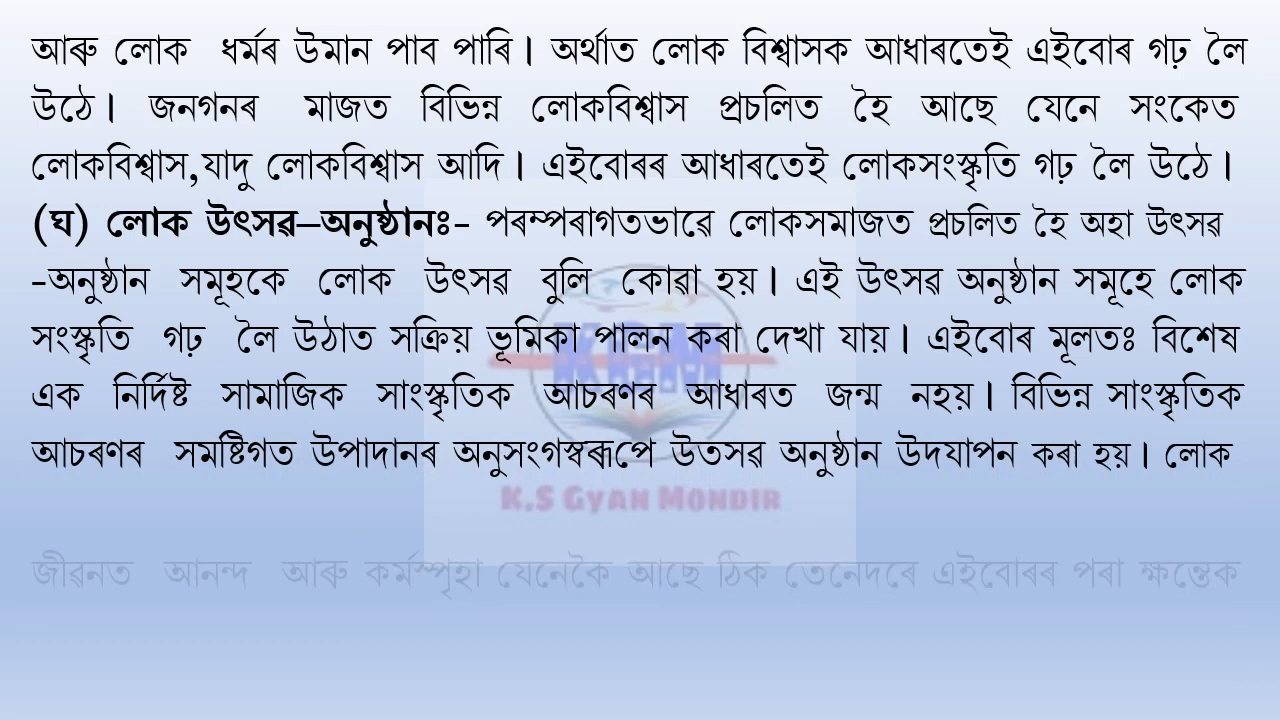 আৰু লোক ধৰ্মৰ উমান পাব পাৰি। অৰ্থাত লোক বিশ্বাসক আধাৰতেই এইবোৰ গঢ় লৈ
উঠে। জনগনৰ মাজত বিভিন্ন লোকবিশ্বাস প্ৰচলিত হৈ আছে যেনে সংকেত
লোকবিশ্বাস,যাদু লোকবিশ্বাস আদি। এইবোৰৰ আধাৰতেই লোকসংস্কৃতি গঢ় লৈ উঠে।
(ঘ) লোক উৎসৱ–অনুষ্ঠানঃ- পৰম্পৰাগতভাৱে লোকসমাজত প্ৰচলিত হৈ অহা উৎসৱ
-অনুষ্ঠান সমূহকে লোক উৎসৱ বুলি কোৱা হয়। এই উৎসৱ অনুষ্ঠান সমূহে লোক
সংস্কৃতি গঢ় লৈ উঠাত সক্ৰিয় ভূমিকা পালন কৰা দেখা যায়। এইবোৰ মূলতঃ বিশেষ
এক নিৰ্দিষ্ট সামাজিক সাংস্কৃতিক আচৰণৰ আধাৰত জন্ম নহয়। বিভিন্ন সাংস্কৃতিক
আচৰণৰ সমষ্টিগত উপাদানৰ অনুসংগস্বৰূপে উতসৱ অনুষ্ঠান উদযাপন কৰা হয়। লোক
KGM
K.S GYAN MONDIR
জীৱনত আনন্দ আৰু কৰ্মস্পৃহা যেনেকৈ আছে ঠিক তেনেদৰে এইবোৰৰ পৰা ক্ষন্তেক